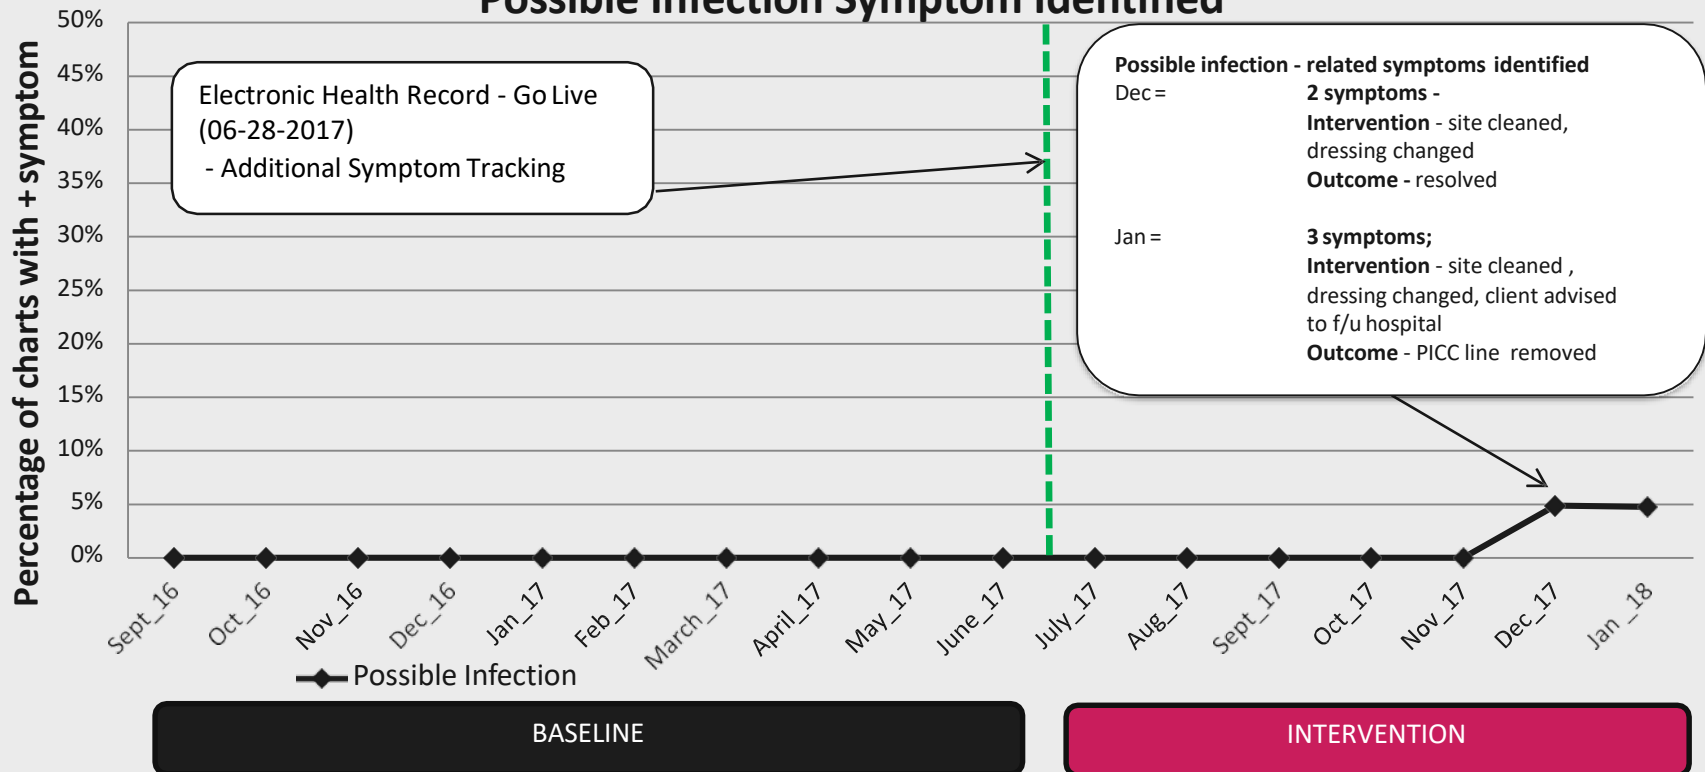 Possible Infection Symptom Identified
Percentage of charts with + symptom
50%
45%
40%
35%
30%
25%
20%
15%
10%
5%
0%
Electronic Health Record - Go Live
(06-28-2017)
- Additional Symptom Tracking
Possible infection - related symptoms identified
Dec = 2 symptoms -
Intervention - site cleaned,
dressing changed
Outcome - resolved
Jan = 3 symptoms;
Intervention - site cleaned ,
dressing changed, client advised
to f/u hospital
Outcome - PICC line removed
Sept_16
Oct_16
Nov_16
Dec_16
Jan_17
Feb_17
March_17
April_17
May_17
June_17
July_17
Aug_17
Sept_17
Oct_17
Nov_17
Dec_17
Jan _18
Possible Infection
BASELINE
INTERVENTION